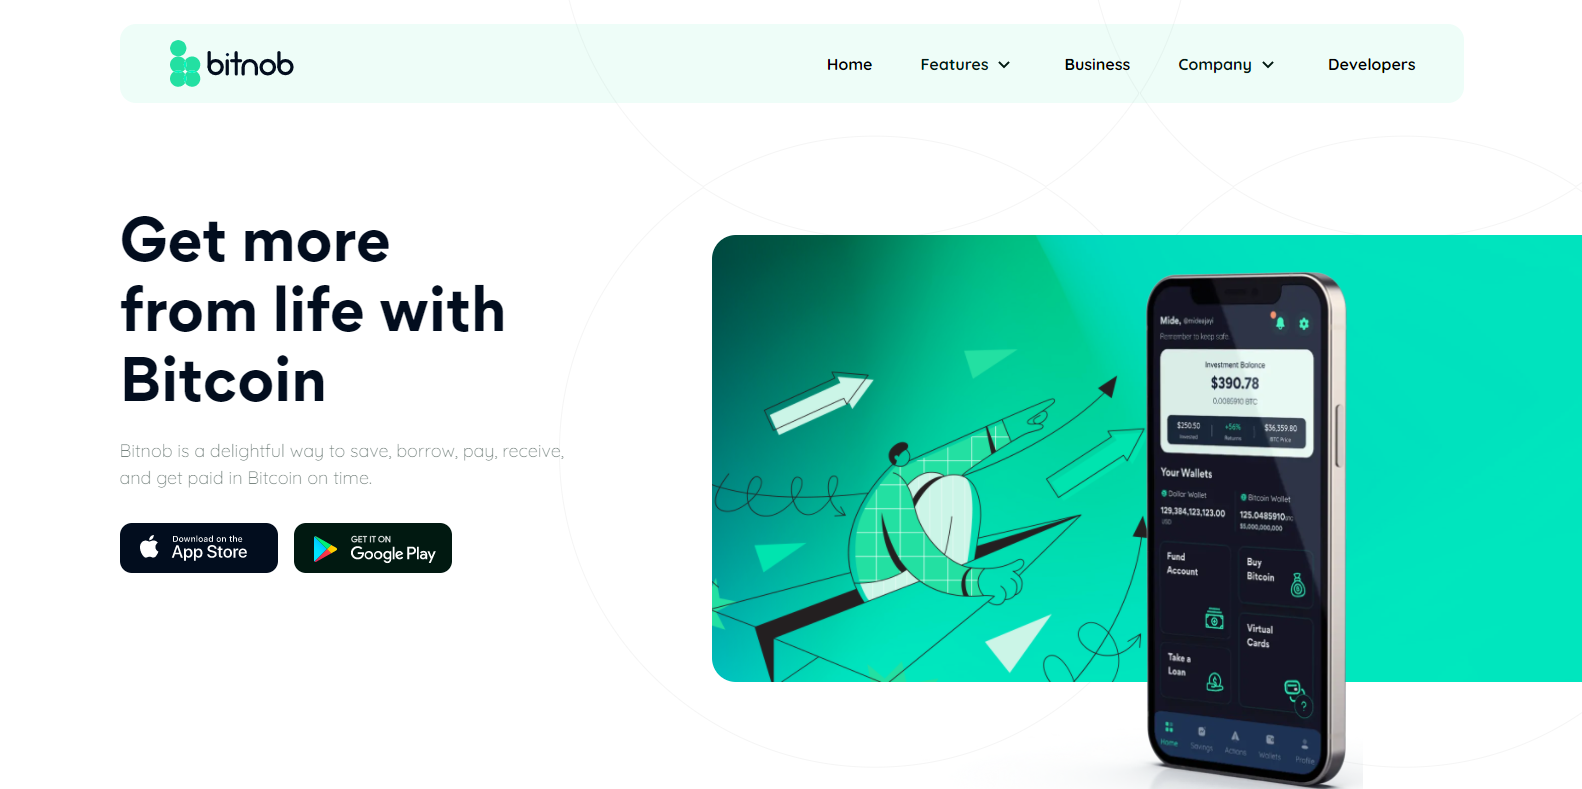 bitnob
Home
Features
Business
Company
Developers
Get more
from life with
Bitcoin
Bitnob is a delightful way to save, borrow, pay, receive,
and get paid in Bitcoin on time.
Download on the
App Store
GET IT ON
Google Play
Mide, @mideajayi
Remember to keep safe.
Investment Balance
$390.78
0.0085910 BTC
$250.50
Invested
+56%
Returns
$36,359.80
BTC Price
Your Wallets
Dollar Wallet
129,384,123,123.00
USD
Bitcoin Wallet
125.0485910
$5,000,000,000
Fund
Account
Buy
Bitcoin
Virtual
Cards
Take a
Loan
?
Home
Savings
Actions
Wallets
Profile